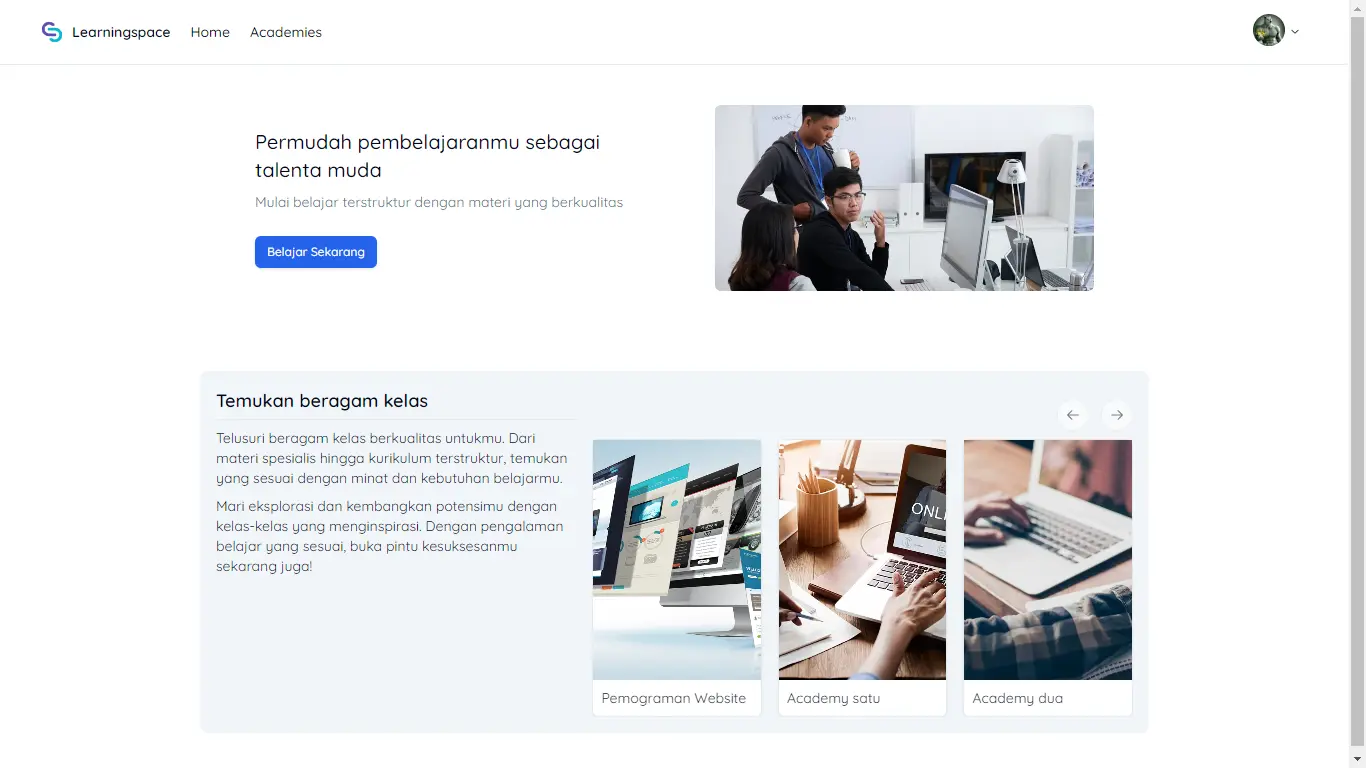 Learningspace Home Academies
Permudah pembelajaranmu sebagai
talenta muda
Mulai belajar terstruktur dengan materi yang berkualitas
Belajar Sekarang
Temukan beragam kelas
Telusuri beragam kelas berkualitas untukmu. Dari
materi spesialis hingga kurikulum terstruktur, temukan
yang sesuai dengan minat dan kebutuhan belajarmu.
Mari eksplorasi dan kembangkan potensimu dengan
kelas-kelas yang menginspirasi. Dengan pengalaman
belajar yang sesuai, buka pintu kesuksesanmu
sekarang juga!
ONLI
Pemograman Website
Academy satu
Academy dua